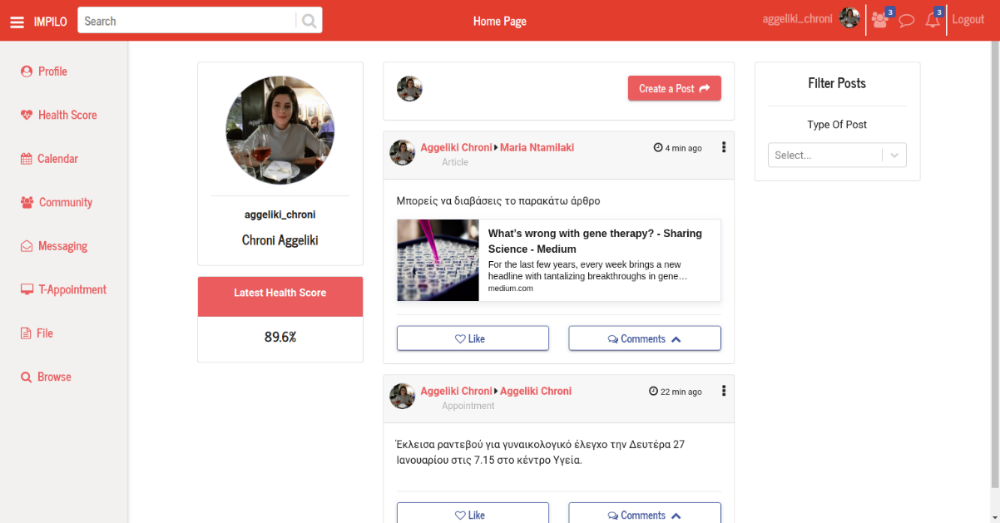 IMPILO
Search
Home Page
aggeliki_chroni
3
3
Logout
Profile
Health Score
Calendar
Community
Messaging
T-Appointment
File
Browse
aggeliki_chroni
Chroni Aggeliki
Latest Health Score
89.6%
Create a Post
Aggeliki Chroni Maria Ntamilaki
4 min ago
Article
Μπορείς να διαβάσεις το παρακάτω άρθρο
What's wrong with gene therapy? - Sharing
Science - Medium
For the last few years, every week brings a new
headline with tantalizing breakthroughs in gene…
medium.com
Like
Comments
Aggeliki Chroni Aggeliki Chroni
22 min ago
Appointment
Έκλεισα ραντεβού για γυναικολογικό έλεγχο την Δευτέρα 27
Ιανουαρίου στις 7.15 στο κέντρο Υγεία.
Like
Comments
Filter Posts
Type Of Post
Select...